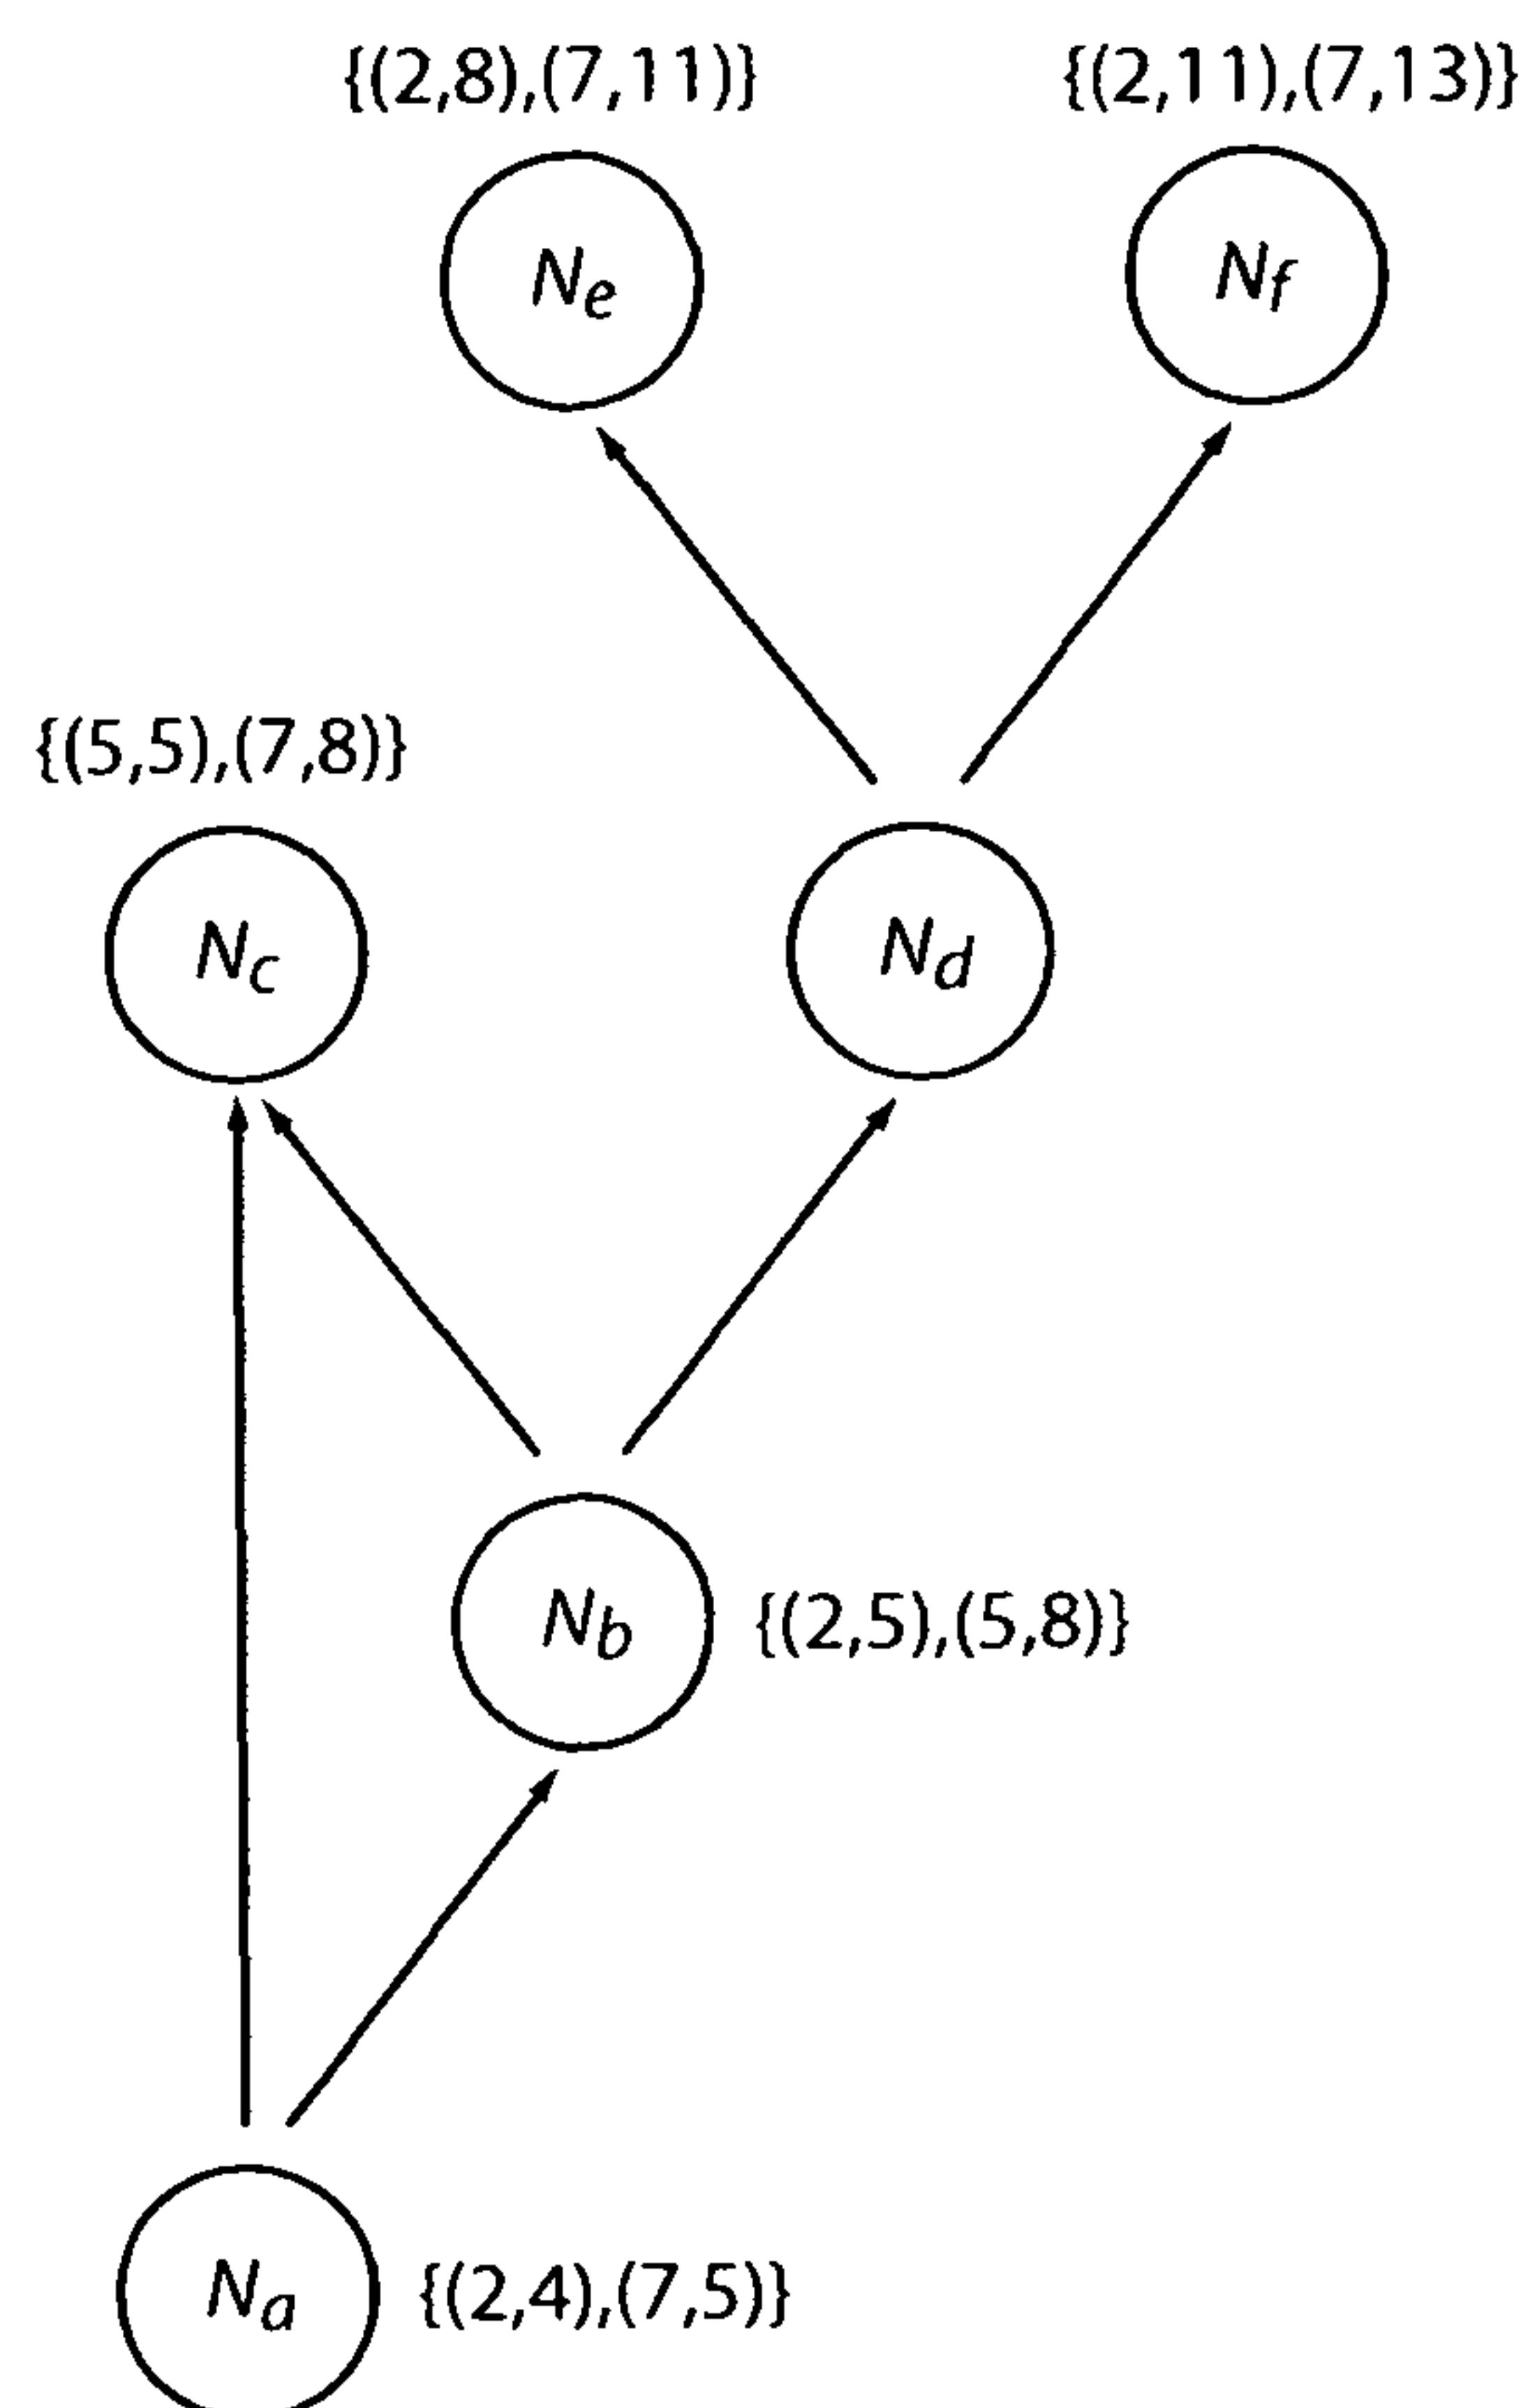 {(2,8),(7,11)} {(2,11),(7,13)}
Ne Nf
{(5,5),(7,8)}
Nc Nd
Nb {(2,5),(5,8)}
Na {(2,4),(7,5)}